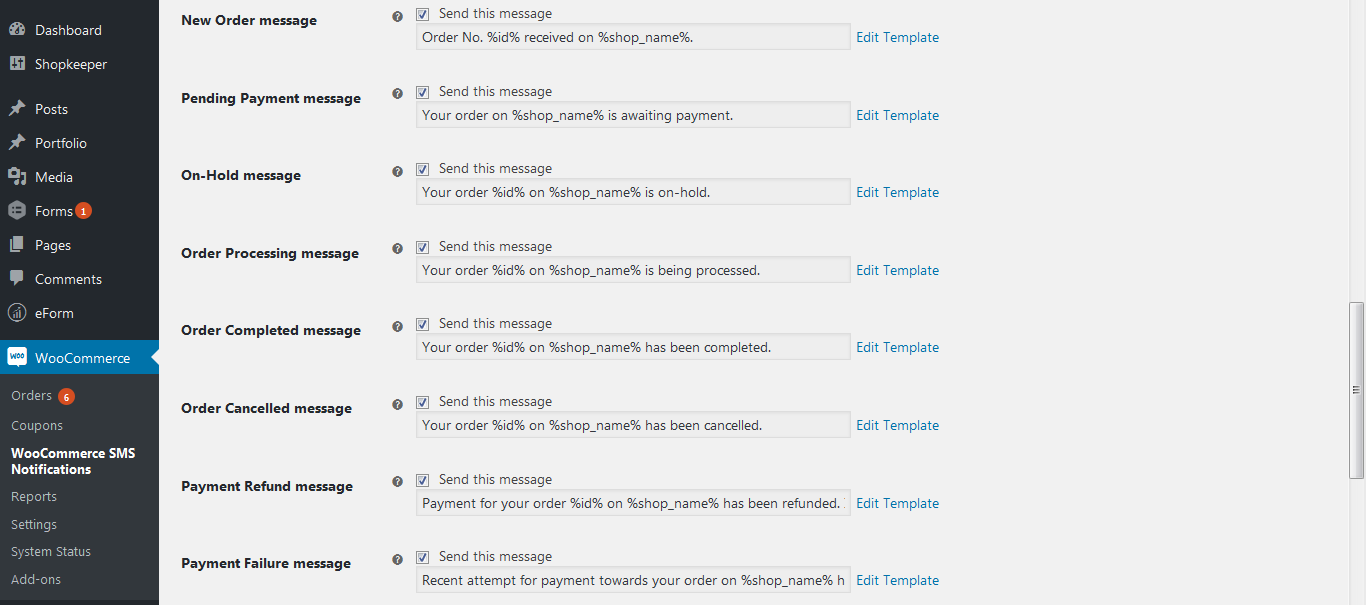 Dashboard
Shopkeeper
Posts
Portfolio
Media
Forms 1
Pages
Comments
eForm
woo WooCommerce
Orders 6
Coupons
WooCommerce SMS
Notifications
Reports
Settings
System Status
Add-ons
New Order message ? Send this message
Order No. %id% received on %shop_name%. Edit Template
Pending Payment message ? Send this message
Your order on %shop_name% is awaiting payment. Edit Template
On-Hold message ? Send this message
Your order %id% on %shop_name% is on-hold. Edit Template
Order Processing message ? Send this message
Your order %id% on %shop_name% is being processed. Edit Template
Order Completed message ? Send this message
Your order %id% on %shop_name% has been completed. Edit Template
Order Cancelled message ? Send this message
Your order %id% on %shop_name% has been cancelled. Edit Template
Payment Refund message ? Send this message
Payment for your order %id% on %shop_name% has been refunded. Edit Template
Payment Failure message ? Send this message
Recent attempt for payment towards your order on %shop_name% h Edit Template